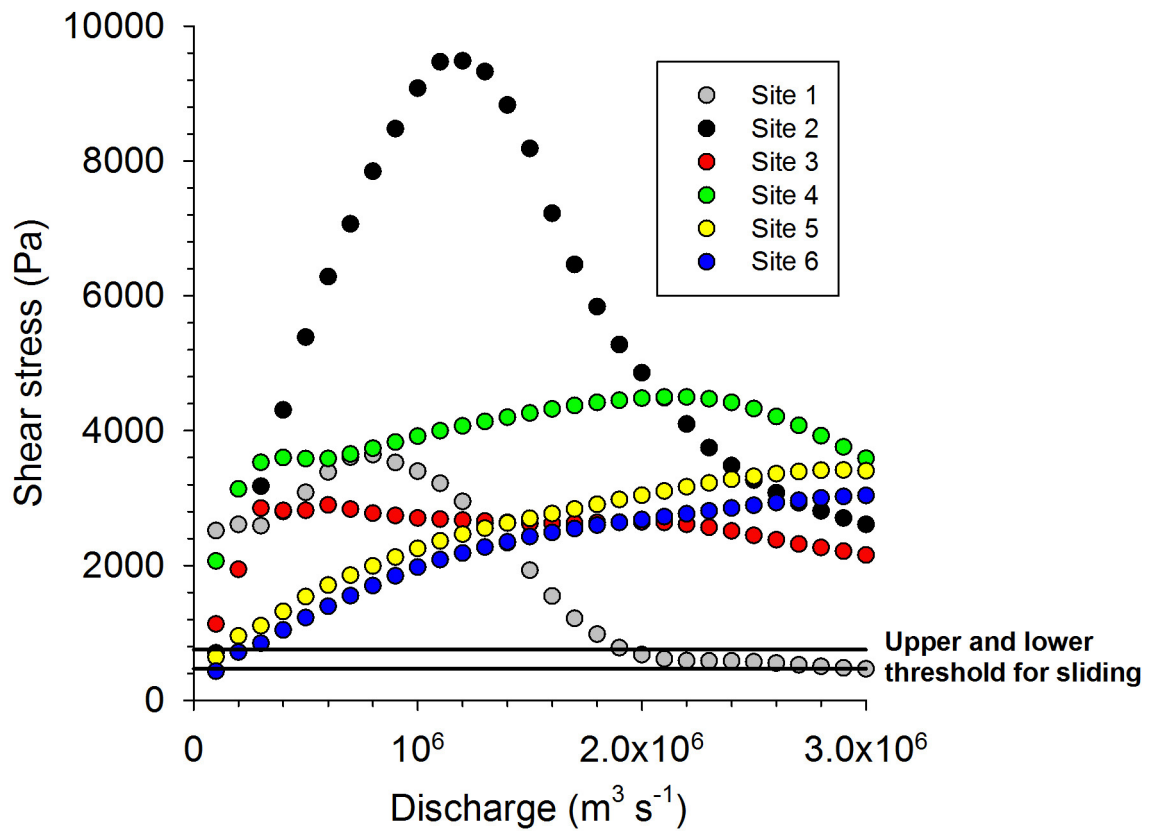 10000
8000
6000
4000
2000
0
Shear stress (Pa)
Site 1
Site 2
Site 3
Site 4
Site 5
Site 6
Upper and lower
threshold for sliding
0
10⁶
2.0x10⁶
3.0x10⁶
Discharge (m³ s⁻¹)